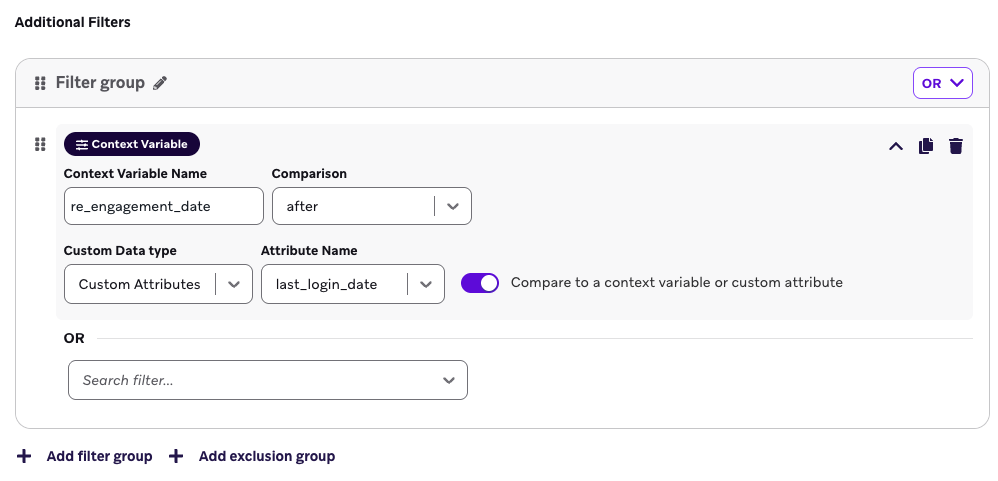 Additional Filters
Filter group
OR
Context Variable
Context Variable Name Comparison
re_engagement_date after
Custom Data type Attribute Name
Custom Attributes last_login_date Compare to a context variable or custom attribute
OR
Search filter...
Add filter group Add exclusion group